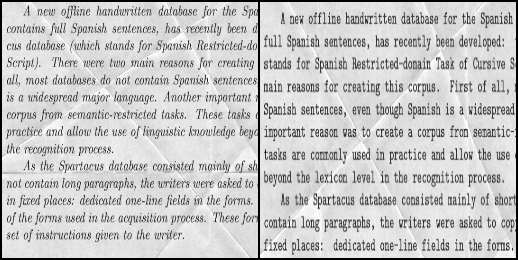 A new offline handwritten database for the Spa
contains full Spanish sentences, has recently been d
cus database (which stands for Spanish Restricted-do
Script). There were two main reasons for creating
all, most databases do not contain Spanish sentences,
is a widespread major language. Another important r
corpus from semantic-restricted tasks. These tasks a
practice and allow the use of linguistic knowledge beyo
the recognition process.
As the Spartacus database consisted mainly of sh
not contain long paragraphs, the writers were asked to
in fixed places: dedicated one-line fields in the forms.
of the forms used in the acquisition process. These for
set of instructions given to the writer.
A new offline handwritten database for the Spanish
full Spanish sentences, has recently been developed:
stands for Spanish Restricted-domain Task of Cursive Sc
main reasons for creating this corpus. First of all,
Spanish sentences, even though Spanish is a widespread
important reason was to create a corpus from semantic-r
tasks are commonly used in practice and allow the use o
beyond the lexicon level in the recognition process.
As the Spartacus database consisted mainly of short
contain long paragraphs, the writers were asked to copy
fixed places: dedicated one-line fields in the forms.